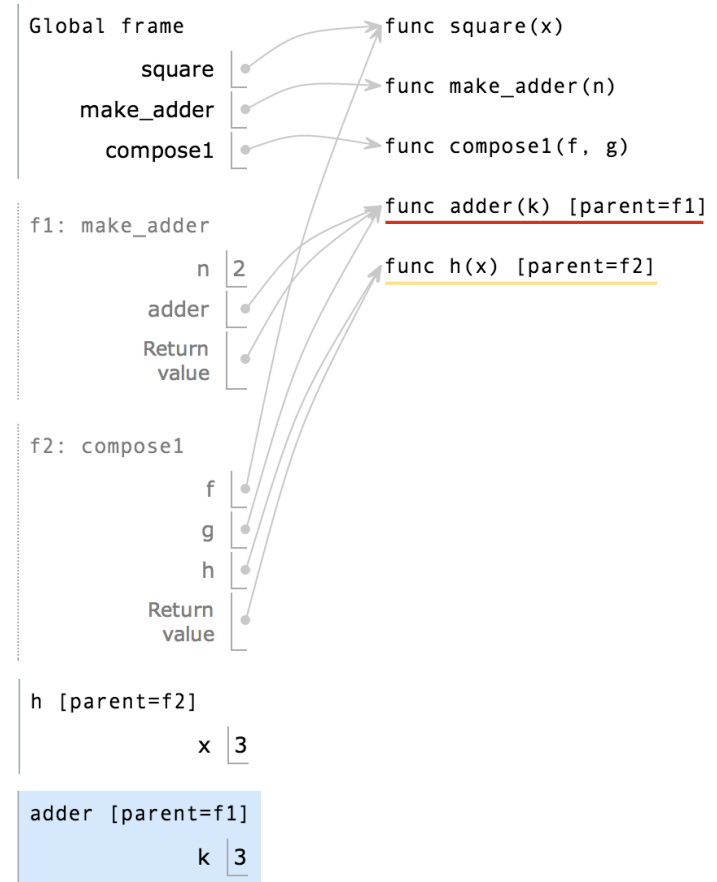 Global frame
square
make_adder
compose1
func square(x)
func make_adder(n)
func compose1(f, g)
func adder(k) [parent=f1]
func h(x) [parent=f2]
f1: make_adder
n 2
adder
Return
value
f2: compose1
f
g
h
Return
value
h [parent=f2]
x 3
adder [parent=f1]
k 3